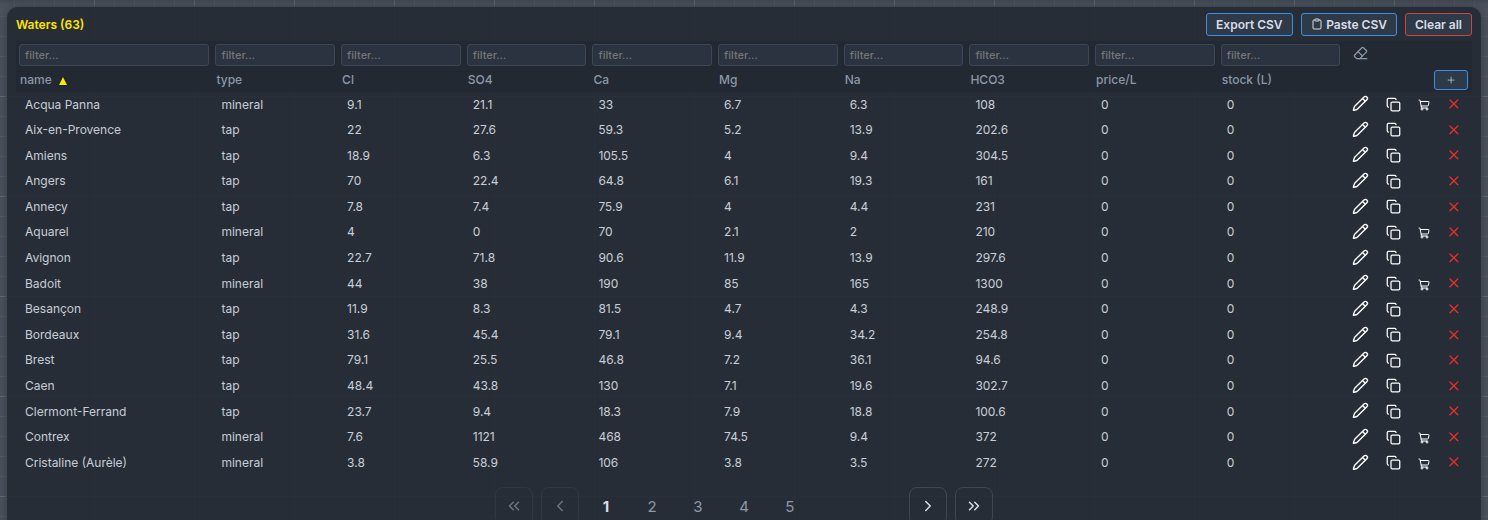 Waters (63) Export CSV Paste CSV Clear all
filter... filter... filter... filter... filter... filter... filter... filter... filter... filter...
name ▲ type Cl SO4 Ca Mg Na HCO3 price/L stock (L) +
Acqua Panna mineral 9.1 21.1 33 6.7 6.3 108 0 0
Aix-en-Provence tap 22 27.6 59.3 5.2 13.9 202.6 0 0
Amiens tap 18.9 6.3 105.5 4 9.4 304.5 0 0
Angers tap 70 22.4 64.8 6.1 19.3 161 0 0
Annecy tap 7.8 7.4 75.9 4 4.4 231 0 0
Aquarel mineral 4 0 70 2.1 2 210 0 0
Avignon tap 22.7 71.8 90.6 11.9 13.9 297.6 0 0
Badoit mineral 44 38 190 85 165 1300 0 0
Besançon tap 11.9 8.3 81.5 4.7 4.3 248.9 0 0
Bordeaux tap 31.6 45.4 79.1 9.4 34.2 254.8 0 0
Brest tap 79.1 25.5 46.8 7.2 36.1 94.6 0 0
Caen tap 48.4 43.8 130 7.1 19.6 302.7 0 0
Clermont-Ferrand tap 23.7 9.4 18.3 7.9 18.8 100.6 0 0
Contrex mineral 7.6 1121 468 74.5 9.4 372 0 0
Cristaline (Aurèle) mineral 3.8 58.9 106 3.8 3.5 272 0 0
« ‹ 1 2 3 4 5 › »